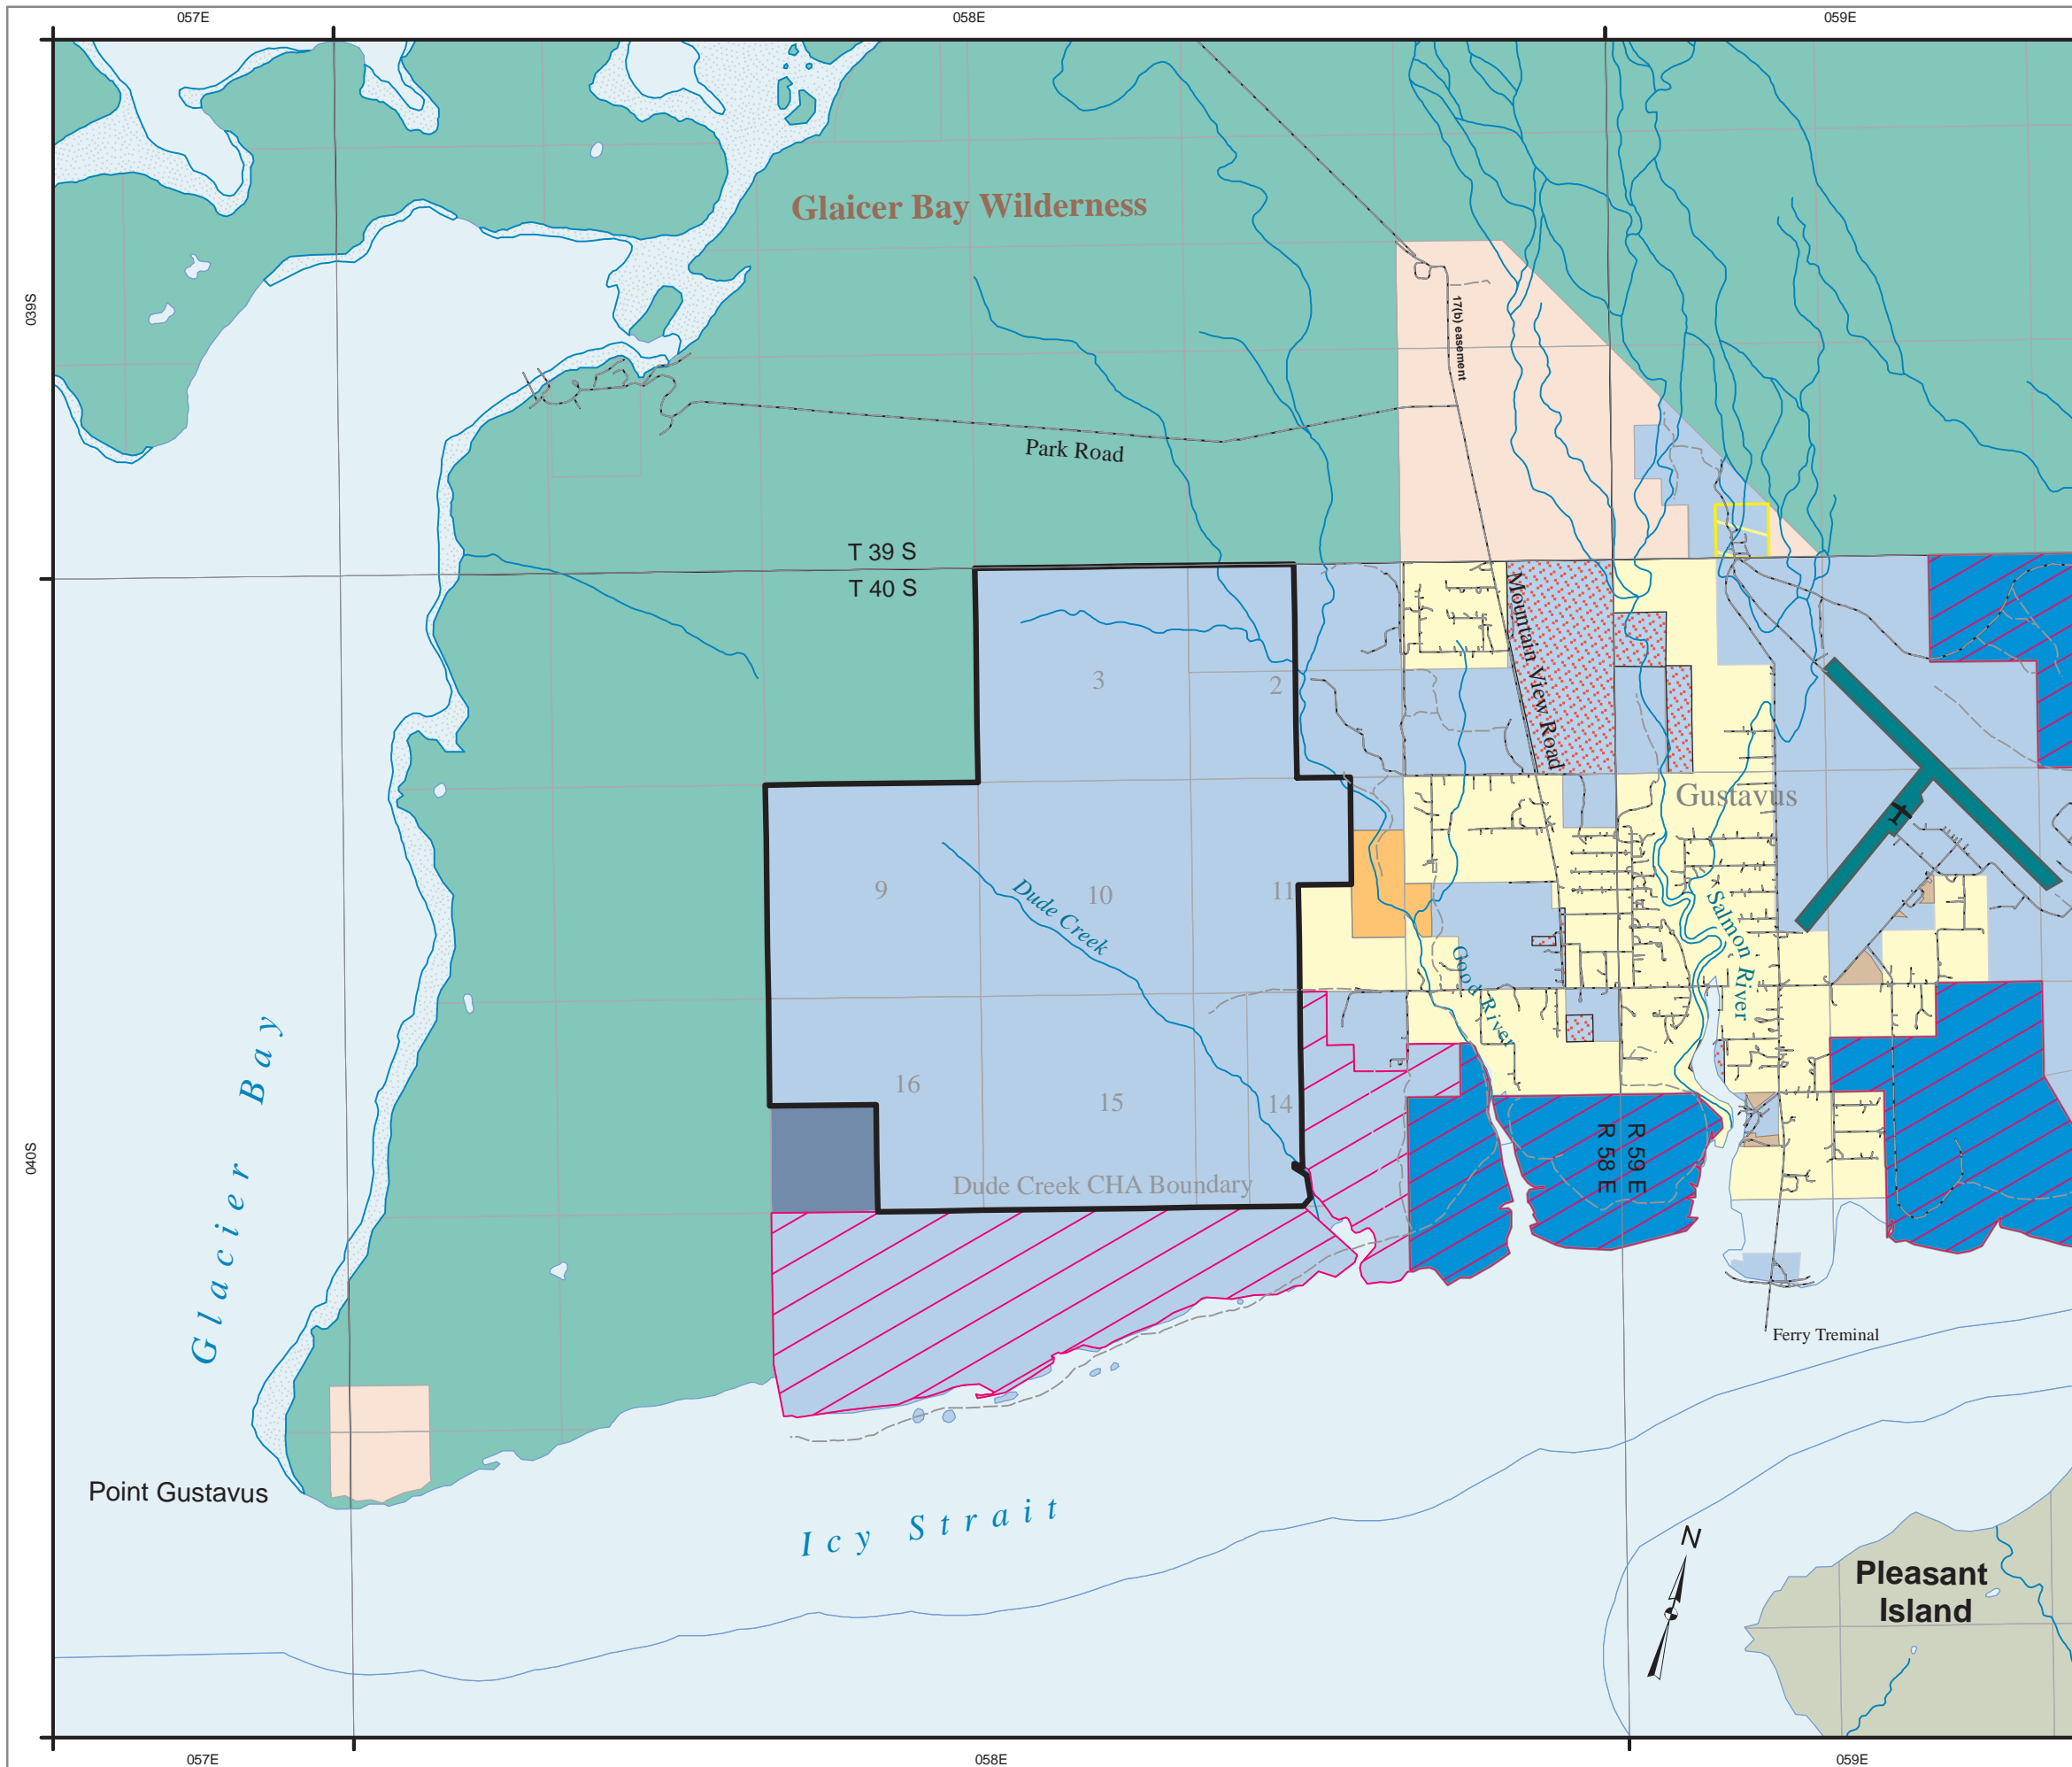 057E
058E
059E
039S
Glaicer Bay Wilderness
17(b) easement
Park Road
T 39 S
T 40 S
Mountain View Road
3
2
Gustavus
9
10
11
Dude Creek
Salmon River
Good River
16
15
14
040S
R 59 E
R 58 E
Dude Creek CHA Boundary
Glacier Bay
Ferry Treminal
Point Gustavus
Icy Strait
N
Pleasant
Island
057E
058E
059E